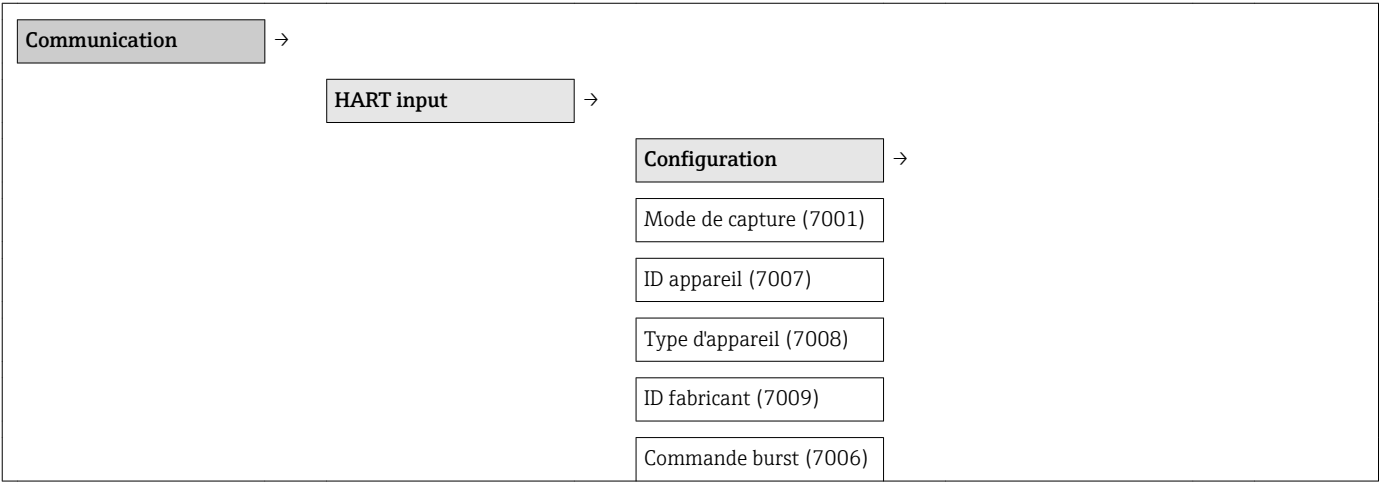 Communication →
HART input →
Configuration →
Mode de capture (7001)
ID appareil (7007)
Type d'appareil (7008)
ID fabricant (7009)
Commande burst (7006)